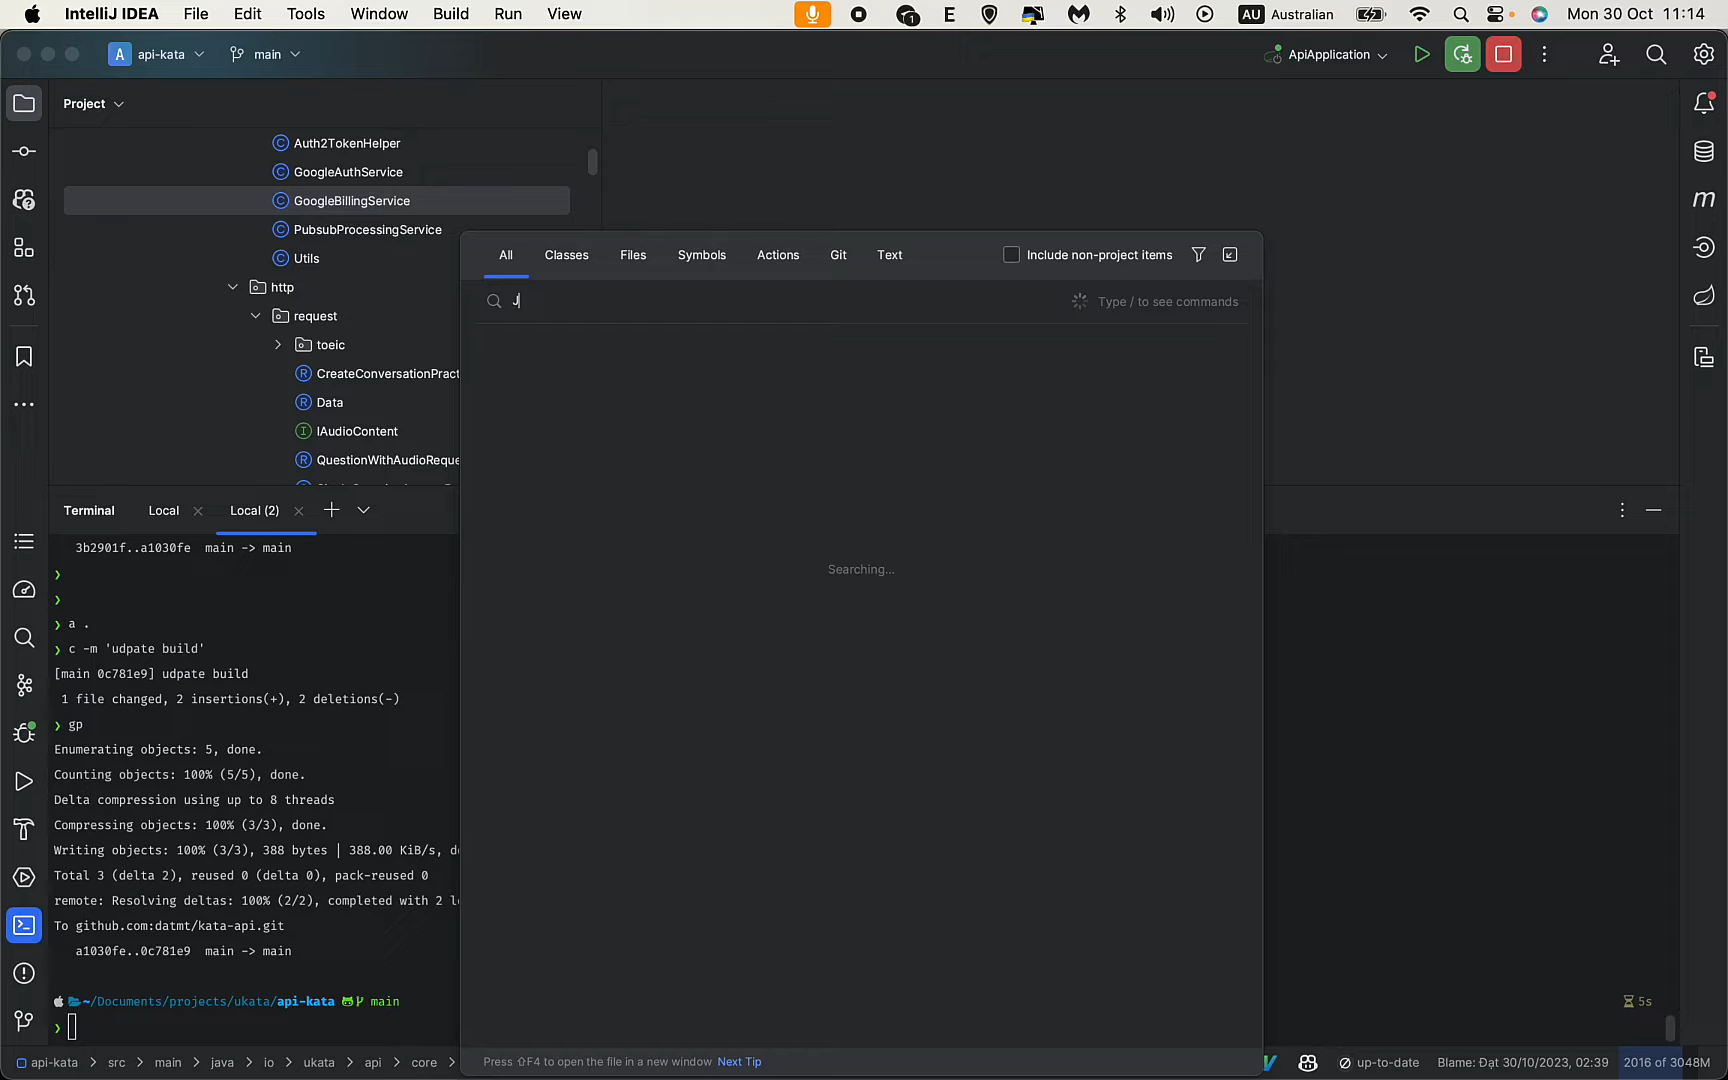 IntelliJ IDEA File Edit Tools Window Build Run View E 1 AU Australian Mon 30 Oct 11:14
A api-kata main ApiApplication
Project
Auth2TokenHelper
GoogleAuthService
GoogleBillingService
PubsubProcessingService
Utils
http
request
toeic
CreateConversationPract
Data
IAudioContent
QuestionWithAudioReque
All Classes Files Symbols Actions Git Text Include non-project items
J Type / to see commands
Searching...
Press ⇧F4 to open the file in a new window Next Tip
Terminal Local Local (2)
3b2901f..a1030fe main -> main
❯
❯
❯ a .
❯ c -m 'udpate build'
[main 0c781e9] udpate build
1 file changed, 2 insertions(+), 2 deletions(-)
❯ gp
Enumerating objects: 5, done.
Counting objects: 100% (5/5), done.
Delta compression using up to 8 threads
Compressing objects: 100% (3/3), done.
Writing objects: 100% (3/3), 388 bytes | 388.00 KiB/s, d
Total 3 (delta 2), reused 0 (delta 0), pack-reused 0
remote: Resolving deltas: 100% (2/2), completed with 2 l
To github.com:datmt/kata-api.git
a1030fe..0c781e9 main -> main
~/Documents/projects/ukata/api-kata main 5s
❯
api-kata > src > main > java > io > ukata > api > core > up-to-date Blame: Đạt 30/10/2023, 02:39 2016 of 3048M